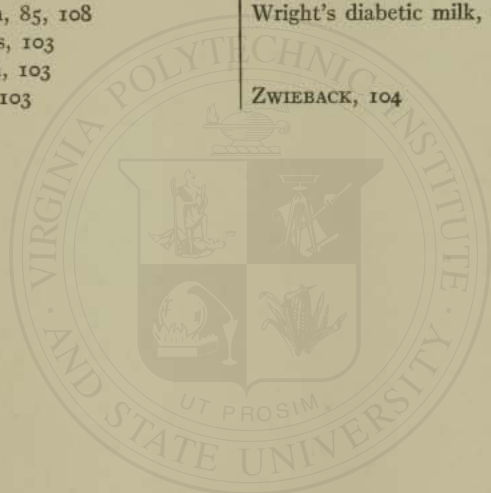 , 85, 108
, 103
, 103
103
Wright's diabetic milk,
ZWIEBACK, 104
VIRGINIA POLYTECHNIC INSTITUTE
AND STATE UNIVERSITY
UT PROSIM